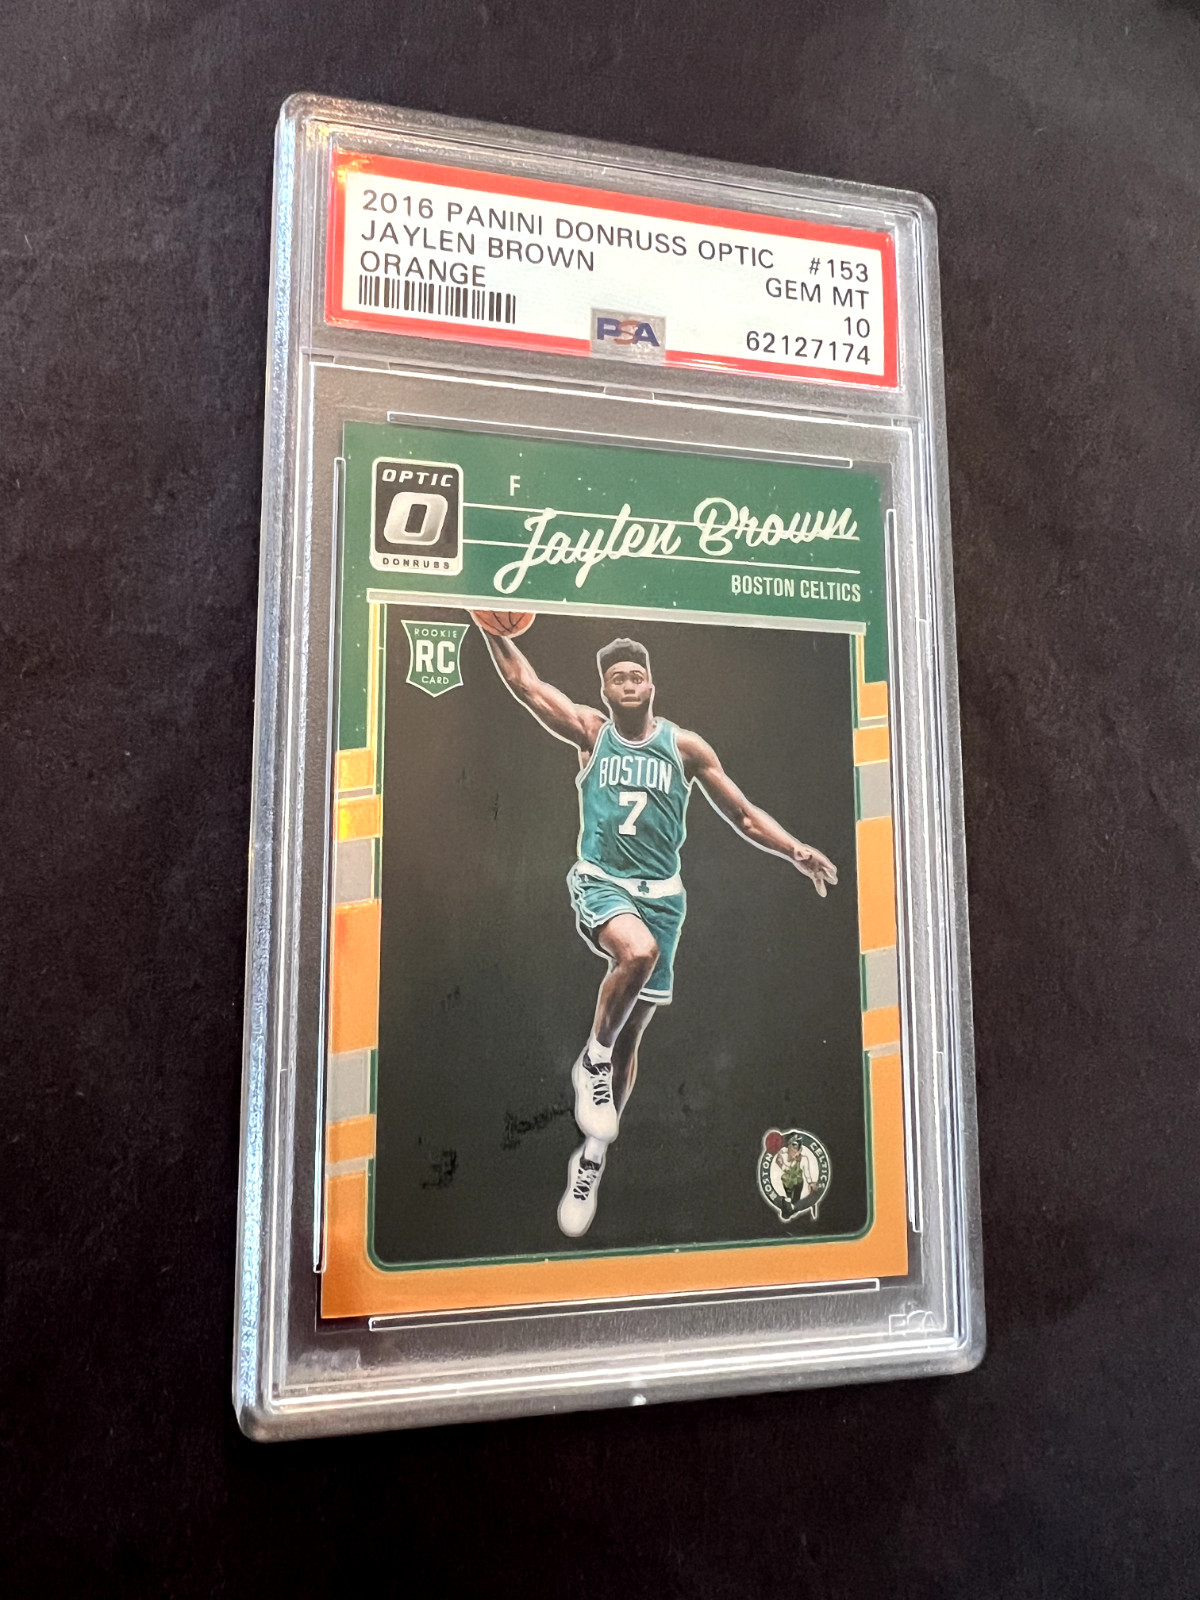 2016 PANINI DONRUSS OPTIC #153
JAYLEN BROWN GEM MT
ORANGE 10
PSA 62127174
OPTIC
O
DONRUSS
F
Jaylen Brown
BOSTON CELTICS
ROOKIE
RC
CARD
BOSTON
7
BOSTON CELTICS
PSA